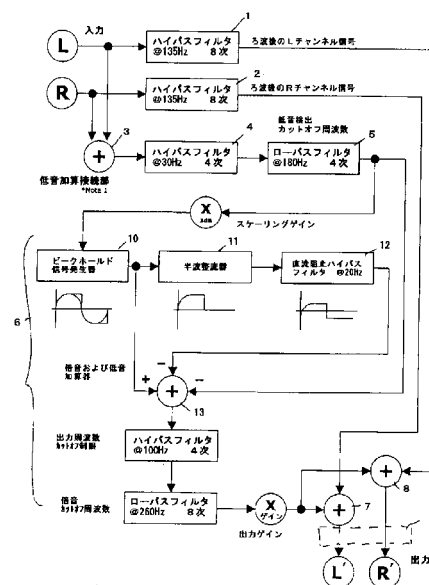 1
L
入力
ハイパスフィルタ
@135Hz 8次
ろ波後のLチャンネル信号
2
R
ハイパスフィルタ
@135Hz 8次
ろ波後のRチャンネル信号
低音検出
カットオフ周波数
3
4
5
+
ハイパスフィルタ
@30Hz 4次
ローパスフィルタ
@180Hz 4次
低音加算接続部
*Note 1
X
スケーリングゲイン
10
11
12
ピークホールド
信号発生器
半波整流器
直流阻止ハイパス
フィルタ @20Hz
6
倍音および低音
加算器
+
-
-
+
13
出力周波数
カットオフ制御
ハイパスフィルタ
@100Hz 4次
倍音
カットオフ周波数
ローパスフィルタ
@260Hz 8次
X
ゲイン
出力ゲイン
+
7
+
8
L'
R'
出力